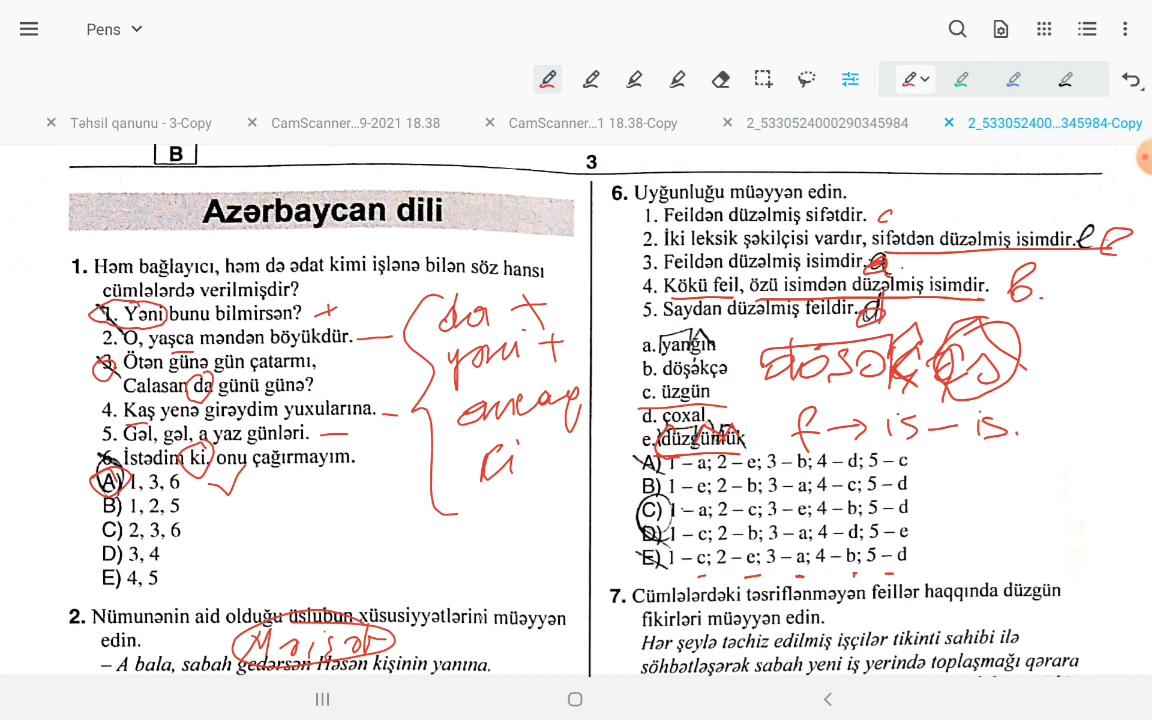 Pens
Təhsil qanunu - 3-Copy
CamScanner...9-2021 18.38
CamScanner...1 18.38-Copy
2_5330524000290345984
2_533052400...345984-Copy
B
3
Azərbaycan dili
1. Həm bağlayıcı, həm də ədat kimi işlənə bilən söz hansı
cümlələrdə verilmişdir?
1. Yəni bunu bilmirsən? +
2. O, yaşca məndən böyükdür. —
3. Ötən günə gün çatarmı,
Calasan da günü günə?
4. Kaş yenə girəydim yuxularına. —
5. Gəl, gəl, a yaz günləri. —
6. İstədim ki, onu çağırmayım.
A) 1, 3, 6
B) 1, 2, 5
C) 2, 3, 6
D) 3, 4
E) 4, 5
da +
yəni +
ancaq
ki
2. Nümunənin aid olduğu üslubun xüsusiyyətlərini müəyyən
edin.
Məişət
– A bala, sabah gedərsən Həsən kişinin yanına.
6. Uyğunluğu müəyyən edin.
1. Feildən düzəlmiş sifətdir. c
2. İki leksik şəkilçisi vardır, sifətdən düzəlmiş isimdir. e e
3. Feildən düzəlmiş isimdir. a
4. Kökü feil, özü isimdən düzəlmiş isimdir. b.
5. Saydan düzəlmiş feildir. d
a. yanğın
b. döşəkçə
c. üzgün
d. çoxal
e. düzgünlük
döşəkçə
f → is – is.
A) 1 – a; 2 – e; 3 – b; 4 – d; 5 – c
B) 1 – e; 2 – b; 3 – a; 4 – c; 5 – d
C) 1 – a; 2 – c; 3 – e; 4 – b; 5 – d
D) 1 – c; 2 – b; 3 – a; 4 – d; 5 – e
E) 1 – c; 2 – e; 3 – a; 4 – b; 5 – d
7. Cümlələrdəki təsriflənməyən feillər haqqında düzgün
fikirləri müəyyən edin.
Hər şeylə təchiz edilmiş işçilər tikinti sahibi ilə
söhbətləşərək sabah yeni iş yerində toplaşmağı qərara